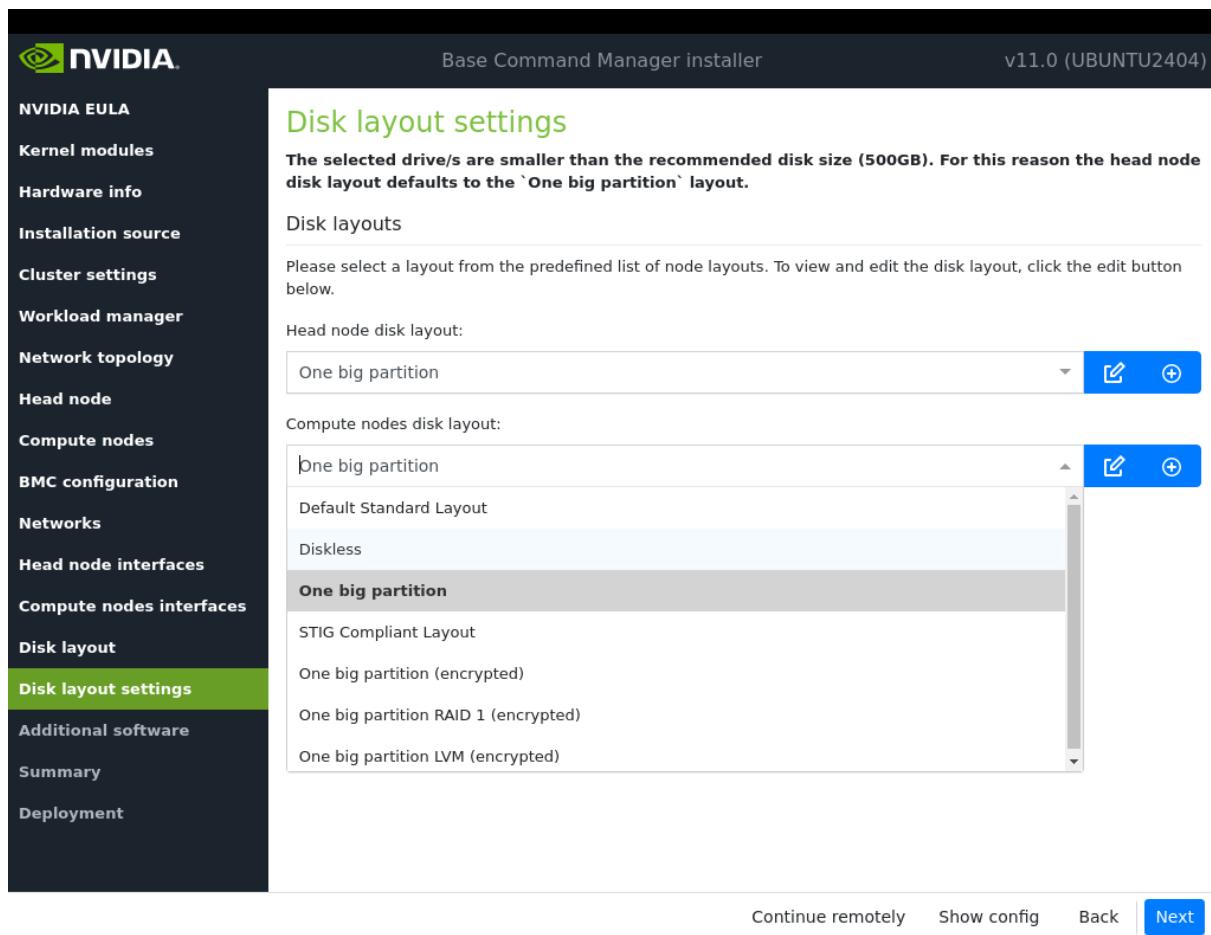 NVIDIA.
Base Command Manager installer
v11.0 (UBUNTU2404)
NVIDIA EULA
Kernel modules
Hardware info
Installation source
Cluster settings
Workload manager
Network topology
Head node
Compute nodes
BMC configuration
Networks
Head node interfaces
Compute nodes interfaces
Disk layout
Disk layout settings
Additional software
Summary
Deployment
Disk layout settings
The selected drive/s are smaller than the recommended disk size (500GB). For this reason the head node
disk layout defaults to the `One big partition` layout.
Disk layouts
Please select a layout from the predefined list of node layouts. To view and edit the disk layout, click the edit button
below.
Head node disk layout:
One big partition
Compute nodes disk layout:
One big partition
Default Standard Layout
Diskless
One big partition
STIG Compliant Layout
One big partition (encrypted)
One big partition RAID 1 (encrypted)
One big partition LVM (encrypted)
Continue remotely
Show config
Back
Next